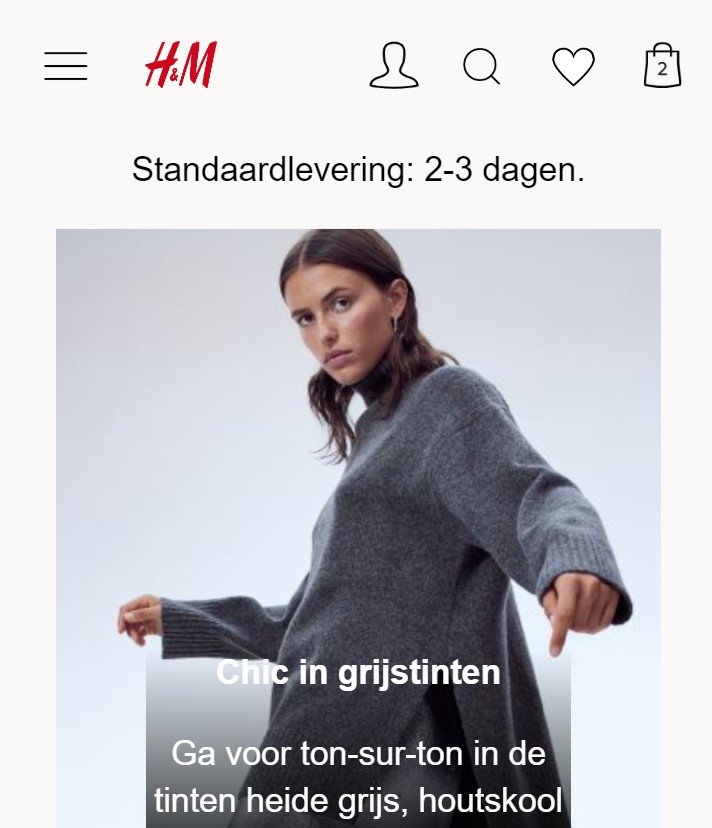 H&M
2
Standaardlevering: 2-3 dagen.
Chic in grijstinten
Ga voor ton-sur-ton in de
tinten heide grijs, houtskool